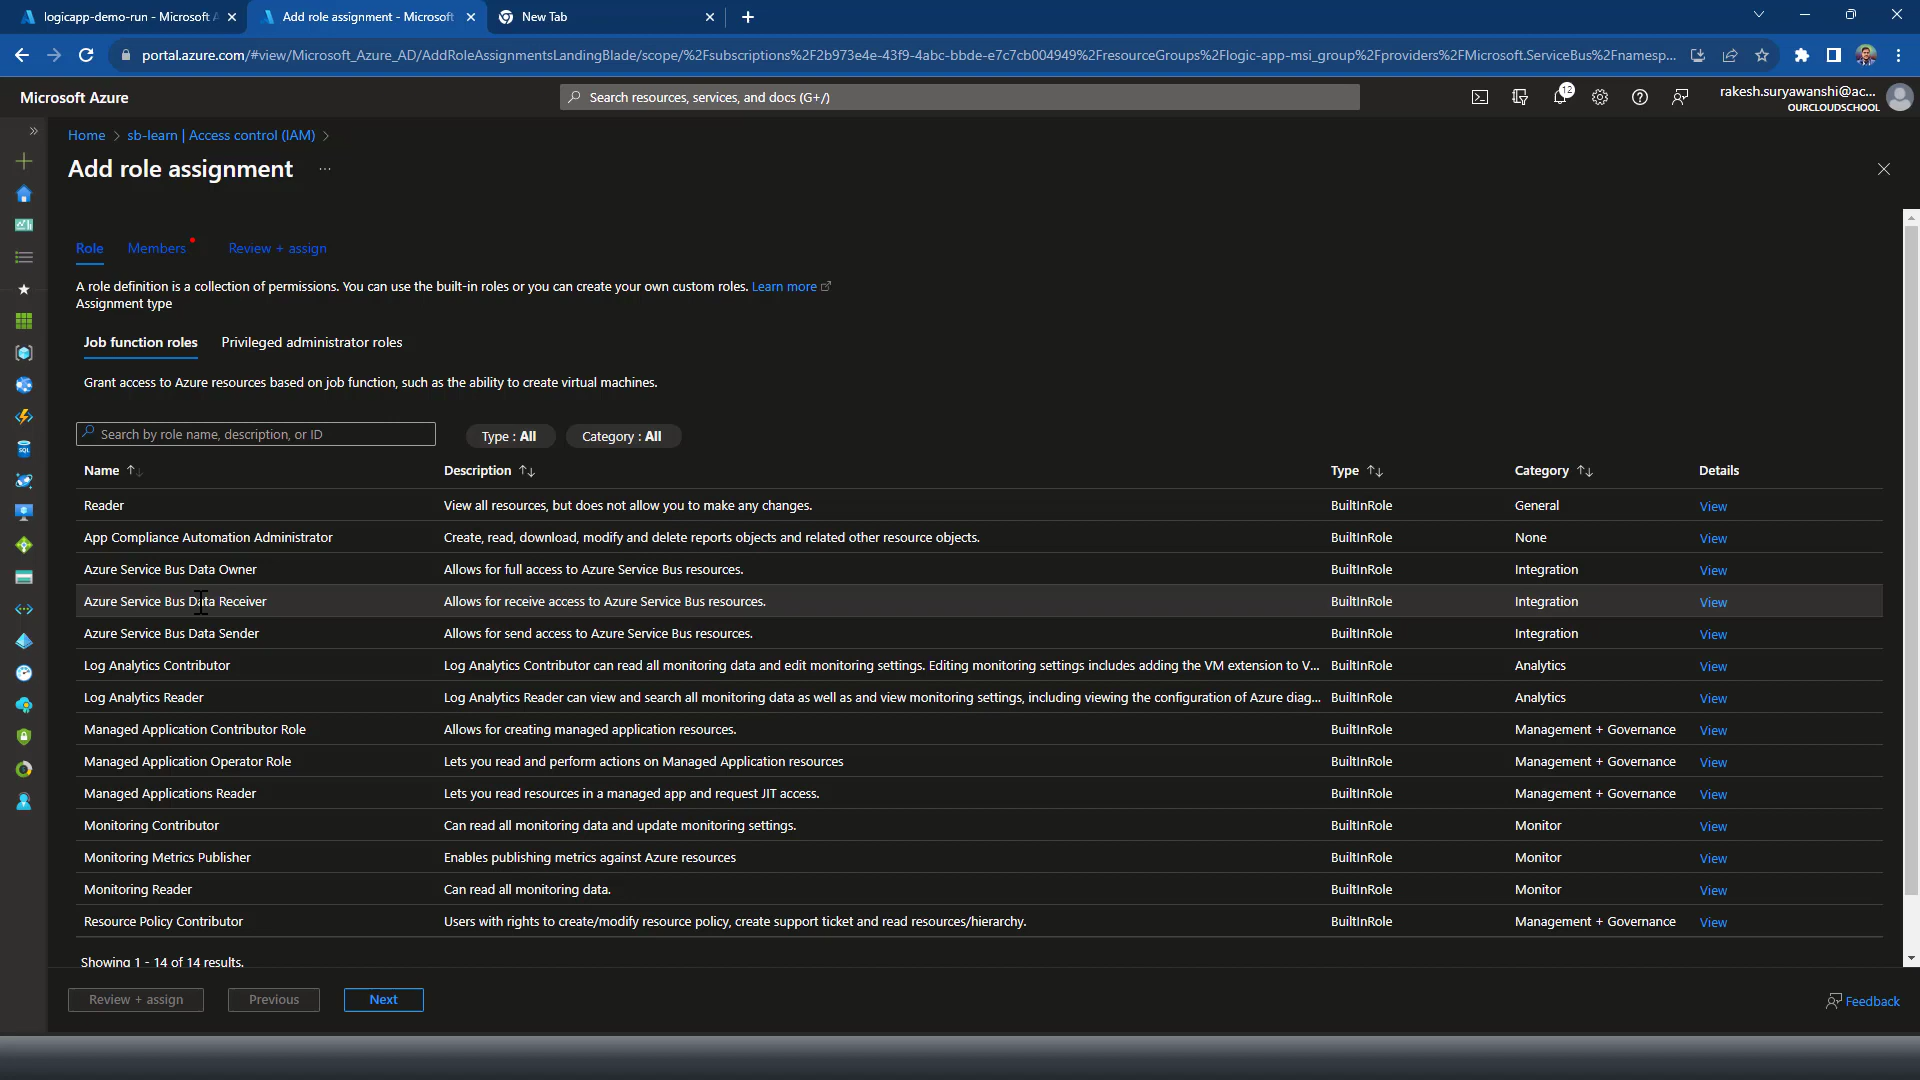 logicapp-demo-run - Microsoft A
Add role assignment - Microsoft
New Tab
portal.azure.com/#view/Microsoft_Azure_AD/AddRoleAssignmentsLandingBlade/scope/%2Fsubscriptions%2F2b973e4e-43f9-4abc-bbde-e7c7cb004949%2FresourceGroups%2Flogic-app-msi_group%2Fproviders%2FMicrosoft.ServiceBus%2Fnamesp...
Microsoft Azure
Search resources, services, and docs (G+/)
12
rakesh.suryawanshi@ac...
OURCLOUDSCHOOL
Home > sb-learn | Access control (IAM) >
Add role assignment ...
Role Members Review + assign
A role definition is a collection of permissions. You can use the built-in roles or you can create your own custom roles. Learn more
Assignment type
Job function roles Privileged administrator roles
Grant access to Azure resources based on job function, such as the ability to create virtual machines.
Search by role name, description, or ID Type : All Category : All
Name Description Type Category Details
Reader View all resources, but does not allow you to make any changes. BuiltInRole General View
App Compliance Automation Administrator Create, read, download, modify and delete reports objects and related other resource objects. BuiltInRole None View
Azure Service Bus Data Owner Allows for full access to Azure Service Bus resources. BuiltInRole Integration View
Azure Service Bus Data Receiver Allows for receive access to Azure Service Bus resources. BuiltInRole Integration View
Azure Service Bus Data Sender Allows for send access to Azure Service Bus resources. BuiltInRole Integration View
Log Analytics Contributor Log Analytics Contributor can read all monitoring data and edit monitoring settings. Editing monitoring settings includes adding the VM extension to V... BuiltInRole Analytics View
Log Analytics Reader Log Analytics Reader can view and search all monitoring data as well as and view monitoring settings, including viewing the configuration of Azure diag... BuiltInRole Analytics View
Managed Application Contributor Role Allows for creating managed application resources. BuiltInRole Management + Governance View
Managed Application Operator Role Lets you read and perform actions on Managed Application resources BuiltInRole Management + Governance View
Managed Applications Reader Lets you read resources in a managed app and request JIT access. BuiltInRole Management + Governance View
Monitoring Contributor Can read all monitoring data and update monitoring settings. BuiltInRole Monitor View
Monitoring Metrics Publisher Enables publishing metrics against Azure resources BuiltInRole Monitor View
Monitoring Reader Can read all monitoring data. BuiltInRole Monitor View
Resource Policy Contributor Users with rights to create/modify resource policy, create support ticket and read resources/hierarchy. BuiltInRole Management + Governance View
Showing 1 - 14 of 14 results.
Review + assign Previous Next Feedback